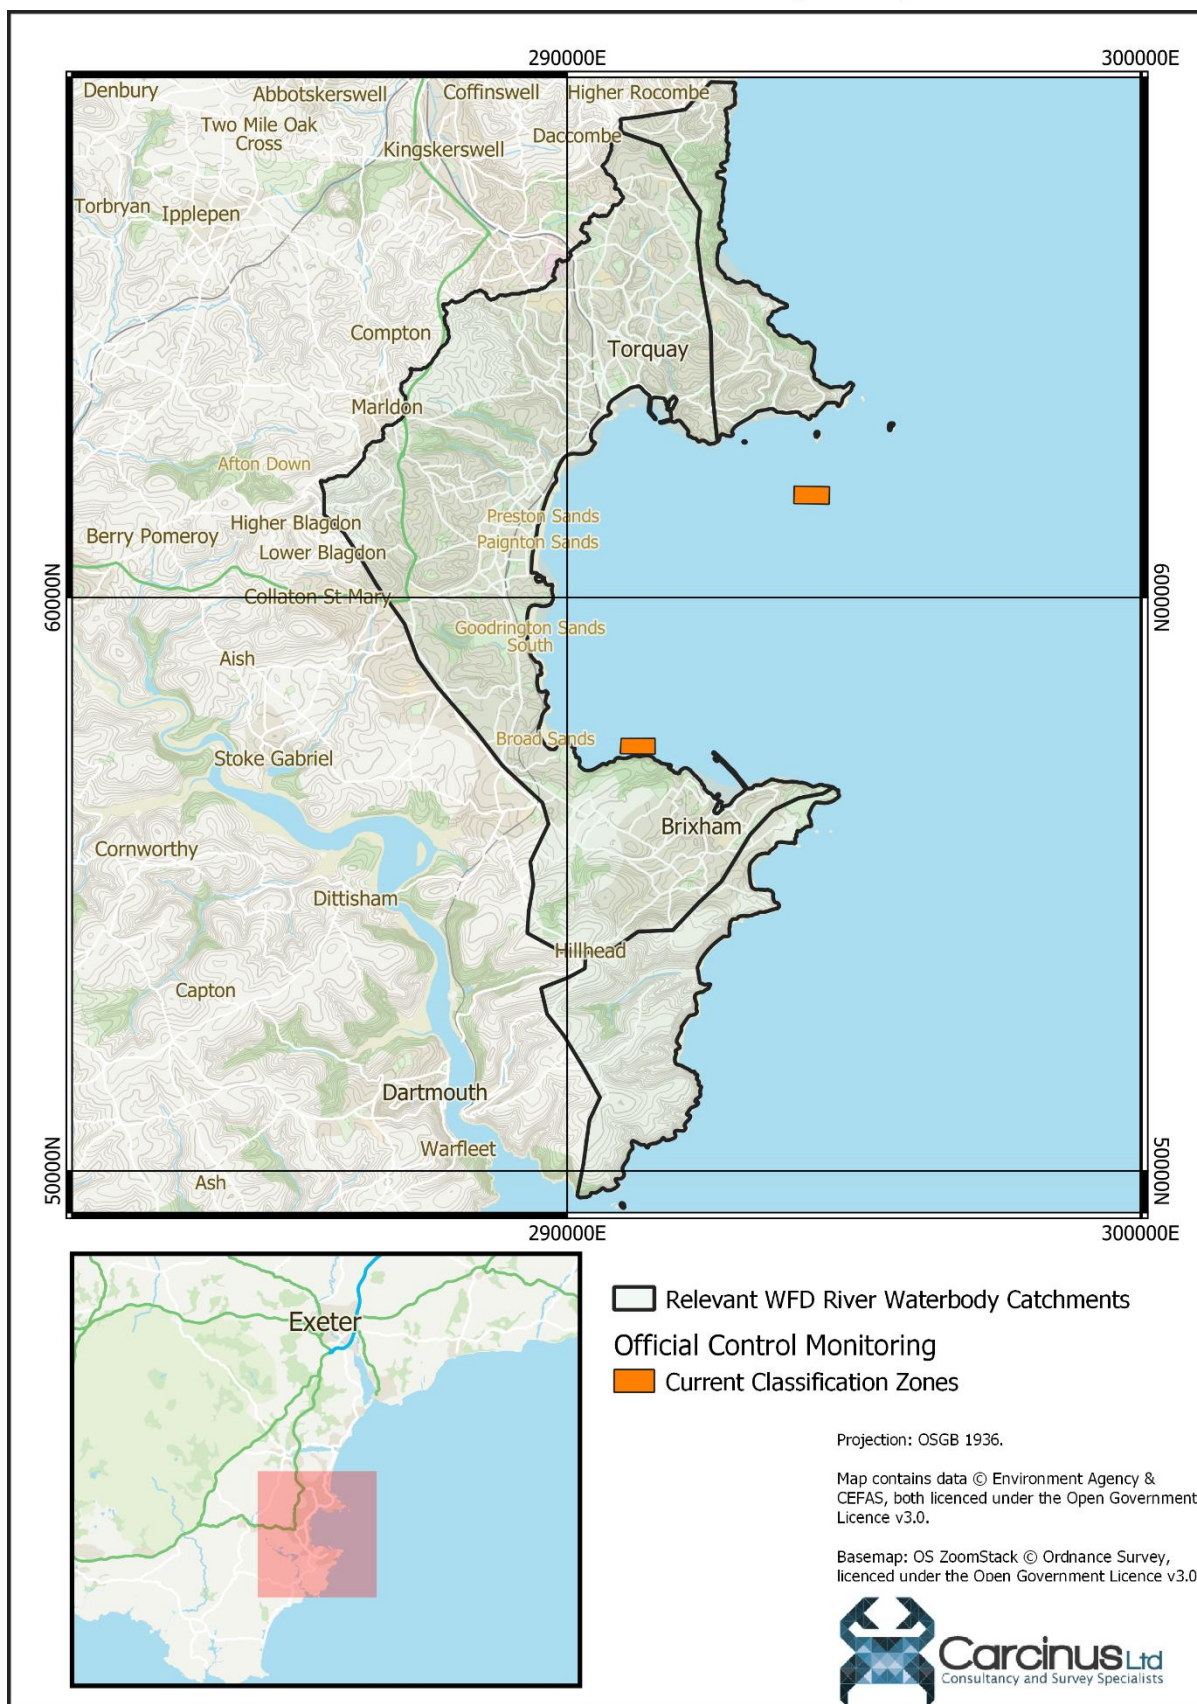 290000E
300000E
Denbury
Abbotskerswell
Coffinswell
Higher Rocombe
Two Mile Oak
Cross
Daccombe
Kingskerswell
Torbryan
Ipplepen
Compton
Torquay
Marldon
Afton Down
Higher Blagdon
Preston Sands
Berry Pomeroy
Lower Blagdon
Paignton Sands
60000N
60000N
Collaton St Mary
Goodrington Sands
South
Aish
Broad Sands
Stoke Gabriel
Brixham
Cornworthy
Dittisham
Hillhead
Capton
Dartmouth
Warfleet
50000N
50000N
Ash
290000E
300000E
Exeter
Relevant WFD River Waterbody Catchments
Official Control Monitoring
Current Classification Zones
Projection: OSGB 1936.
Map contains data © Environment Agency &
CEFAS, both licenced under the Open Government
Licence v3.0.
Basemap: OS ZoomStack © Ordnance Survey,
licenced under the Open Government Licence v3.0
Carcinus Ltd
Consultancy and Survey Specialists